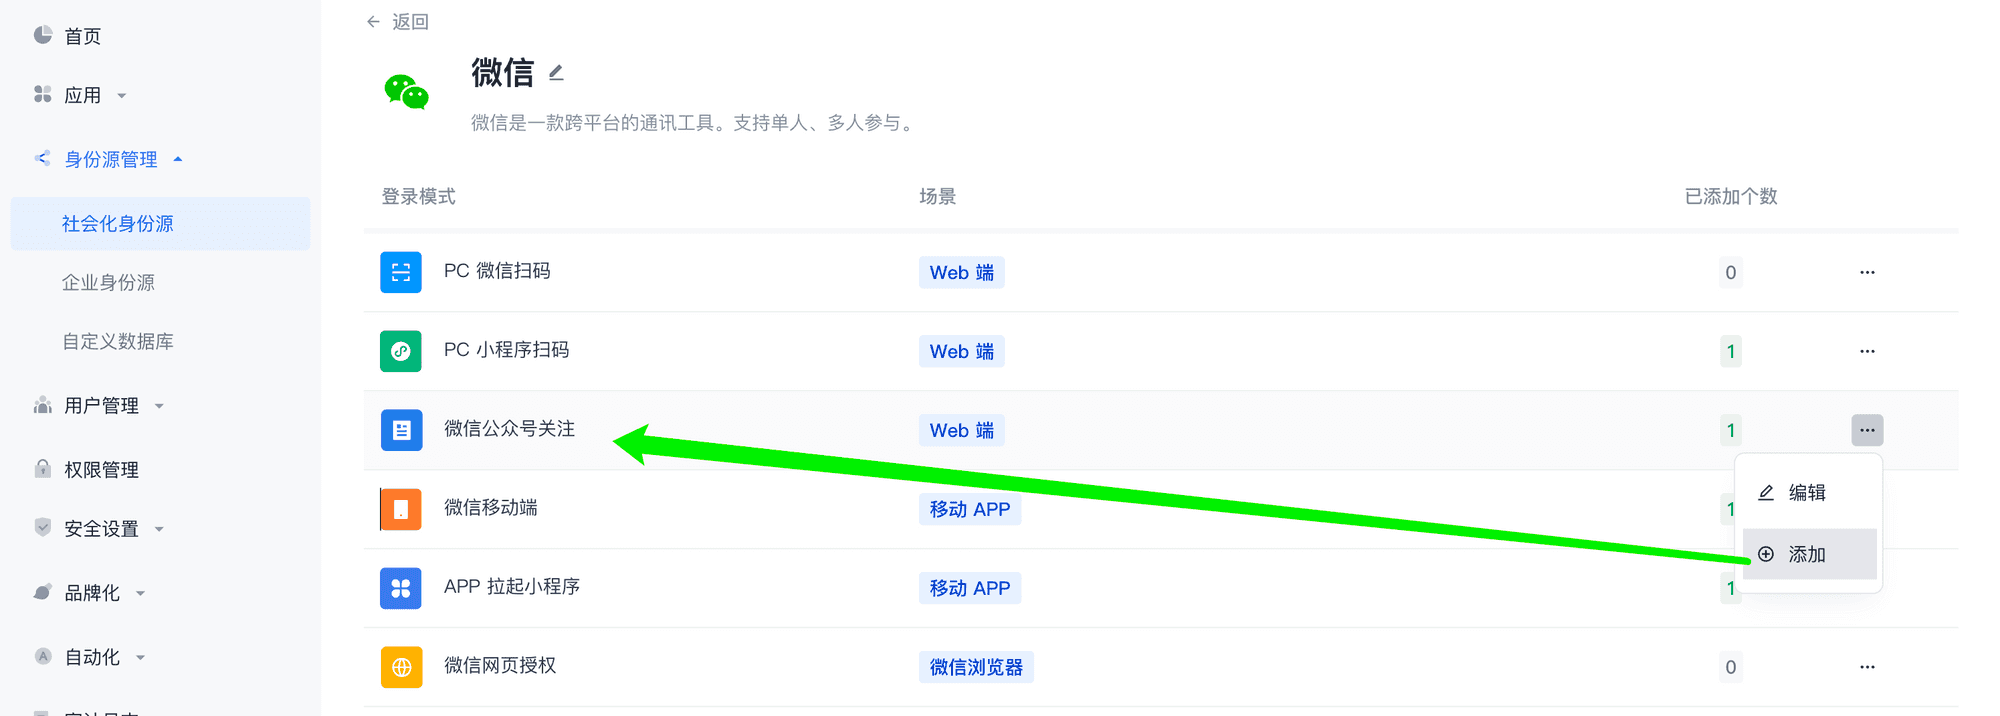 首页
应用
身份源管理
社会化身份源
企业身份源
自定义数据库
用户管理
权限管理
安全设置
品牌化
自动化
返回
微信
微信是一款跨平台的通讯工具。支持单人、多人参与。
登录模式 场景 已添加个数
PC 微信扫码 Web 端 0
PC 小程序扫码 Web 端 1
微信公众号关注 Web 端 1
编辑
微信移动端 移动 APP 1
添加
APP 拉起小程序 移动 APP 1
微信网页授权 微信浏览器 0